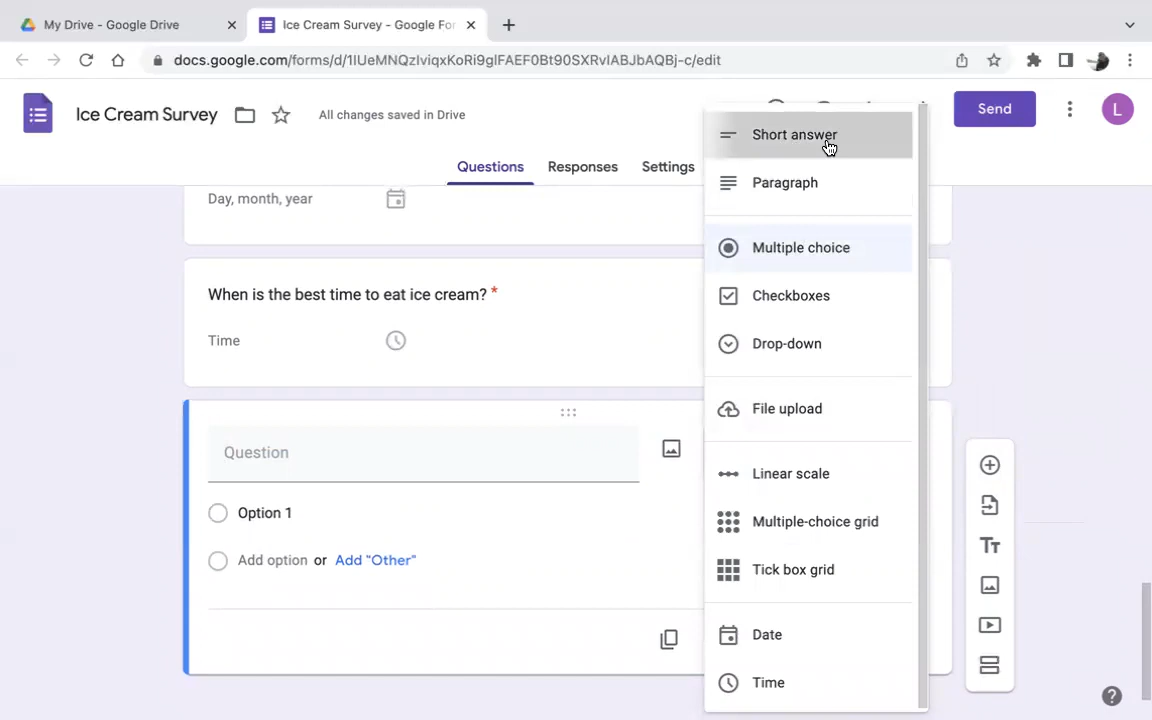 My Drive - Google Drive
Ice Cream Survey - Google For
docs.google.com/forms/d/1IUeMNQzIviqxKoRi9glFAEF0Bt90SXRvIABJbAQBj-c/edit
Ice Cream Survey
All changes saved in Drive
Send
L
Questions
Responses
Settings
Day, month, year
When is the best time to eat ice cream? *
Time
Question
Option 1
Add option or Add "Other"
Short answer
Paragraph
Multiple choice
Checkboxes
Drop-down
File upload
Linear scale
Multiple-choice grid
Tick box grid
Date
Time
Tт